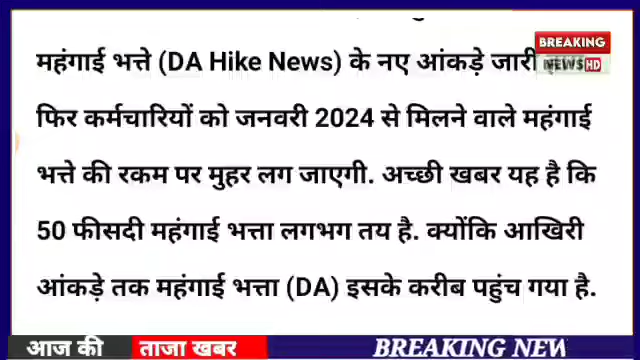 BREAKING
NEWS HD
महंगाई भत्ते (DA Hike News) के नए आंकड़े जारी
फिर कर्मचारियों को जनवरी 2024 से मिलने वाले महंगाई
भत्ते की रकम पर मुहर लग जाएगी. अच्छी खबर यह है कि
50 फीसदी महंगाई भत्ता लगभग तय है. क्योंकि आखिरी
आंकड़े तक महंगाई भत्ता (DA) इसके करीब पहुंच गया है.
आज की ताजा खबर BREAKING NEW